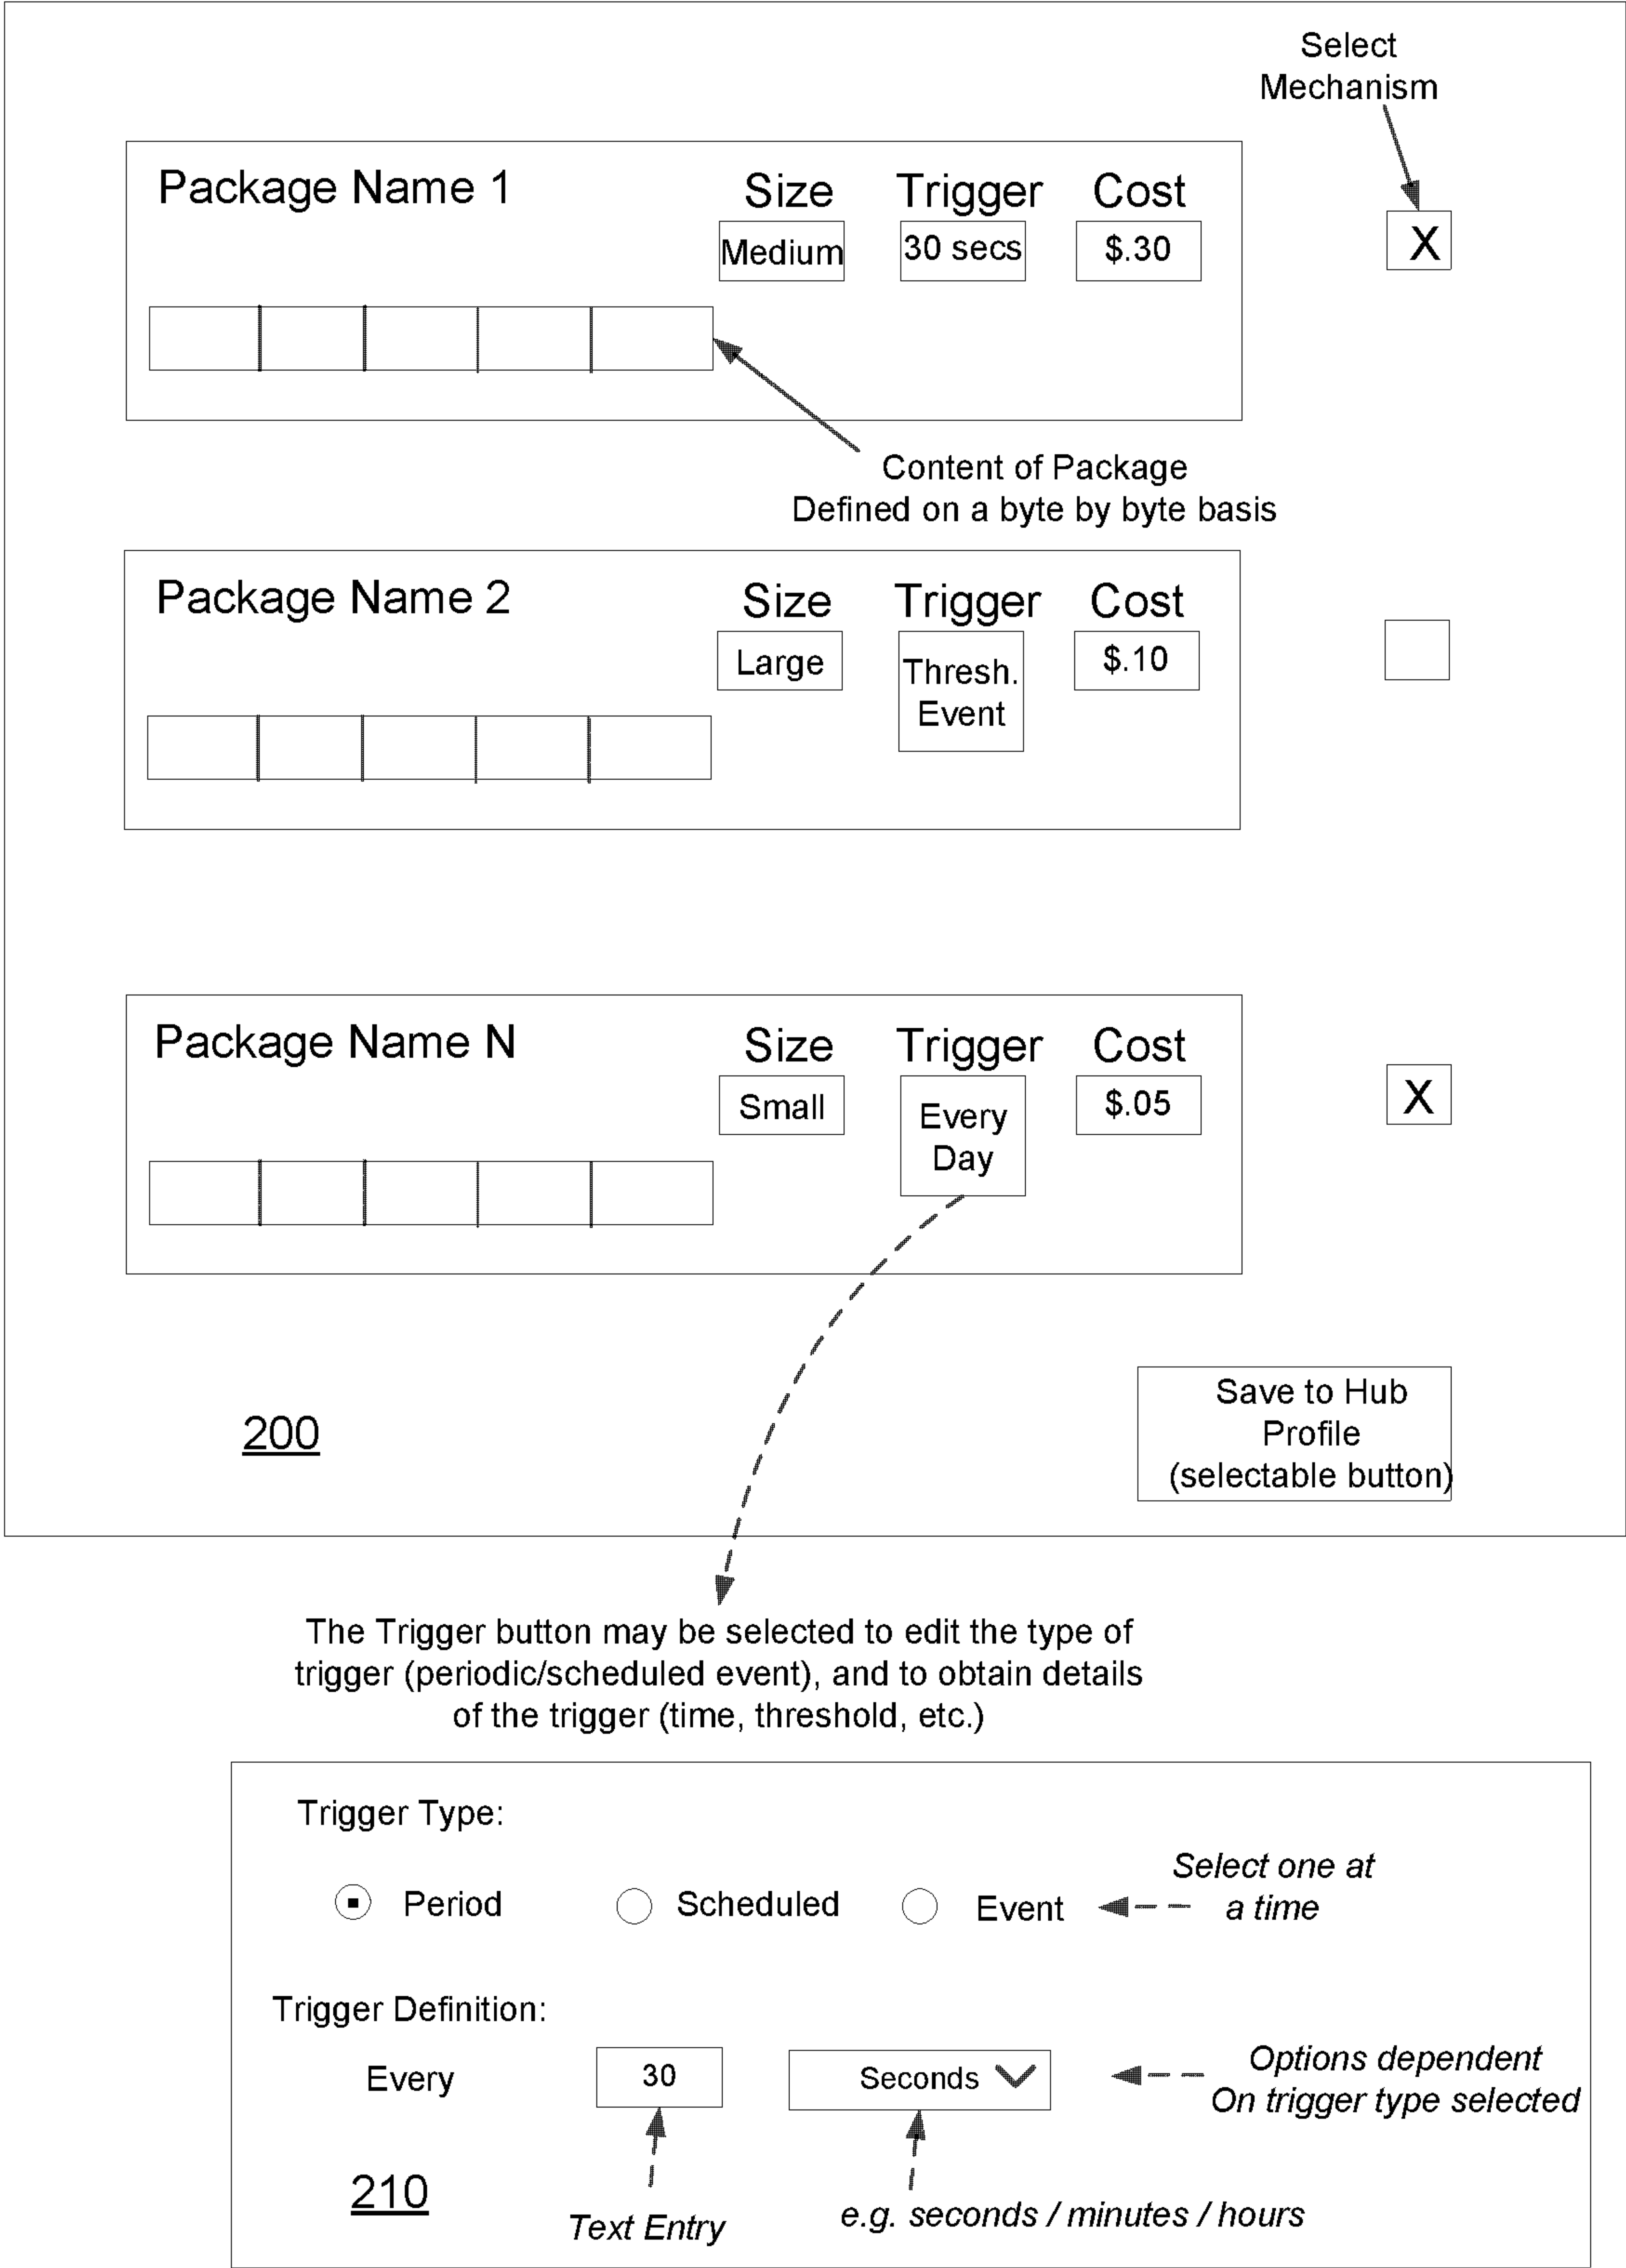 Select
Mechanism
Package Name 1
Size Trigger Cost
Medium 30 secs $.30
X
Content of Package
Defined on a byte by byte basis
Package Name 2
Size Trigger Cost
Large Thresh. $.10
Event
Package Name N
Size Trigger Cost
Small Every $.05
Day
X
200
Save to Hub
Profile
(selectable button)
The Trigger button may be selected to edit the type of
trigger (periodic/scheduled event), and to obtain details
of the trigger (time, threshold, etc.)
Trigger Type:
Period Scheduled Event
Select one at
a time
Trigger Definition:
Every 30 Seconds
Options dependent
On trigger type selected
210
Text Entry
e.g. seconds / minutes / hours